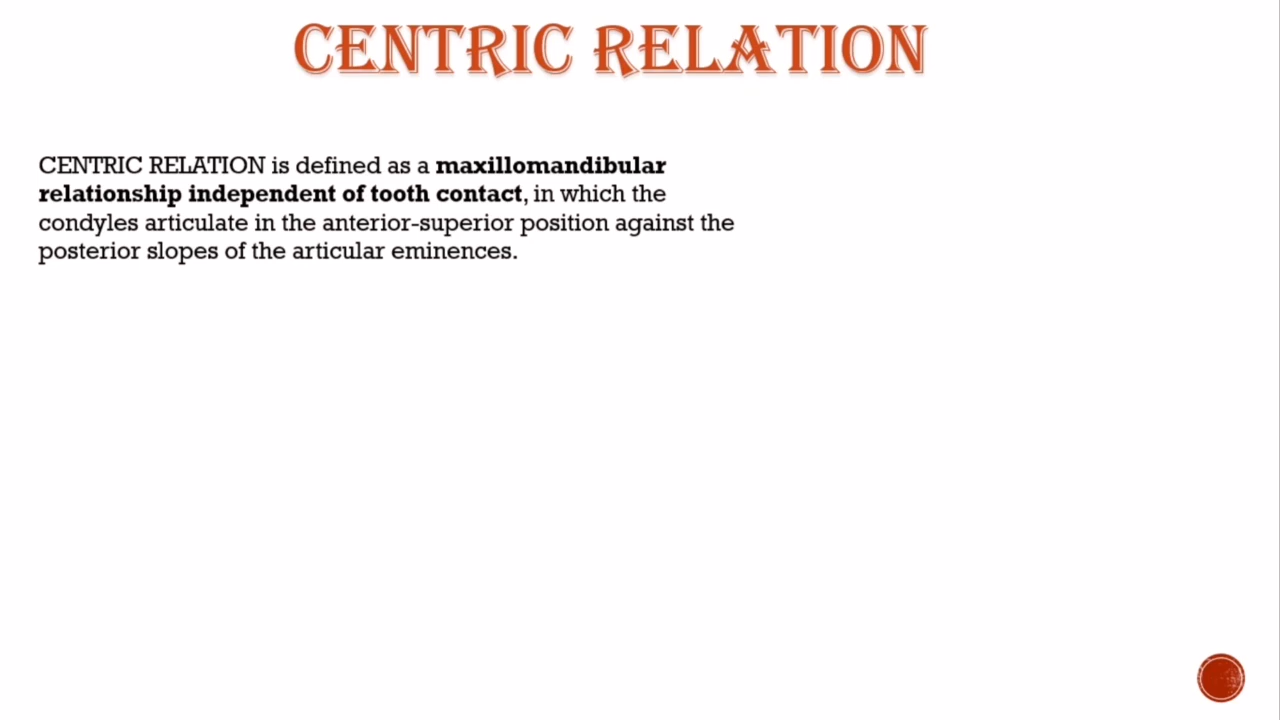 CENTRIC RELATION
CENTRIC RELATION is defined as a maxillomandibular
relationship independent of tooth contact, in which the
condyles articulate in the anterior-superior position against the
posterior slopes of the articular eminences.